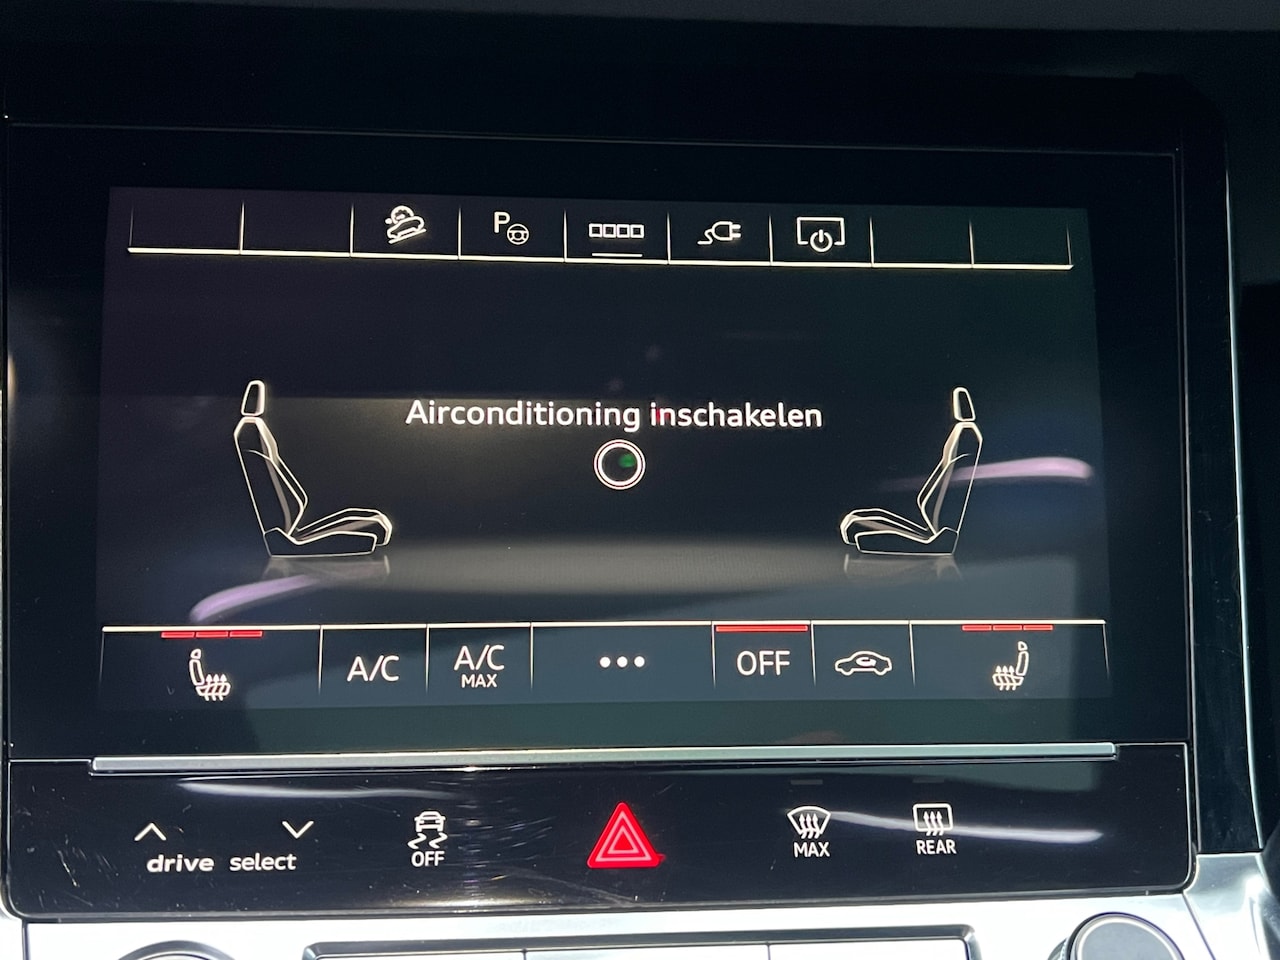 P
Airconditioning inschakelen
A/C
A/C
MAX
OFF
drive select
OFF
MAX
REAR